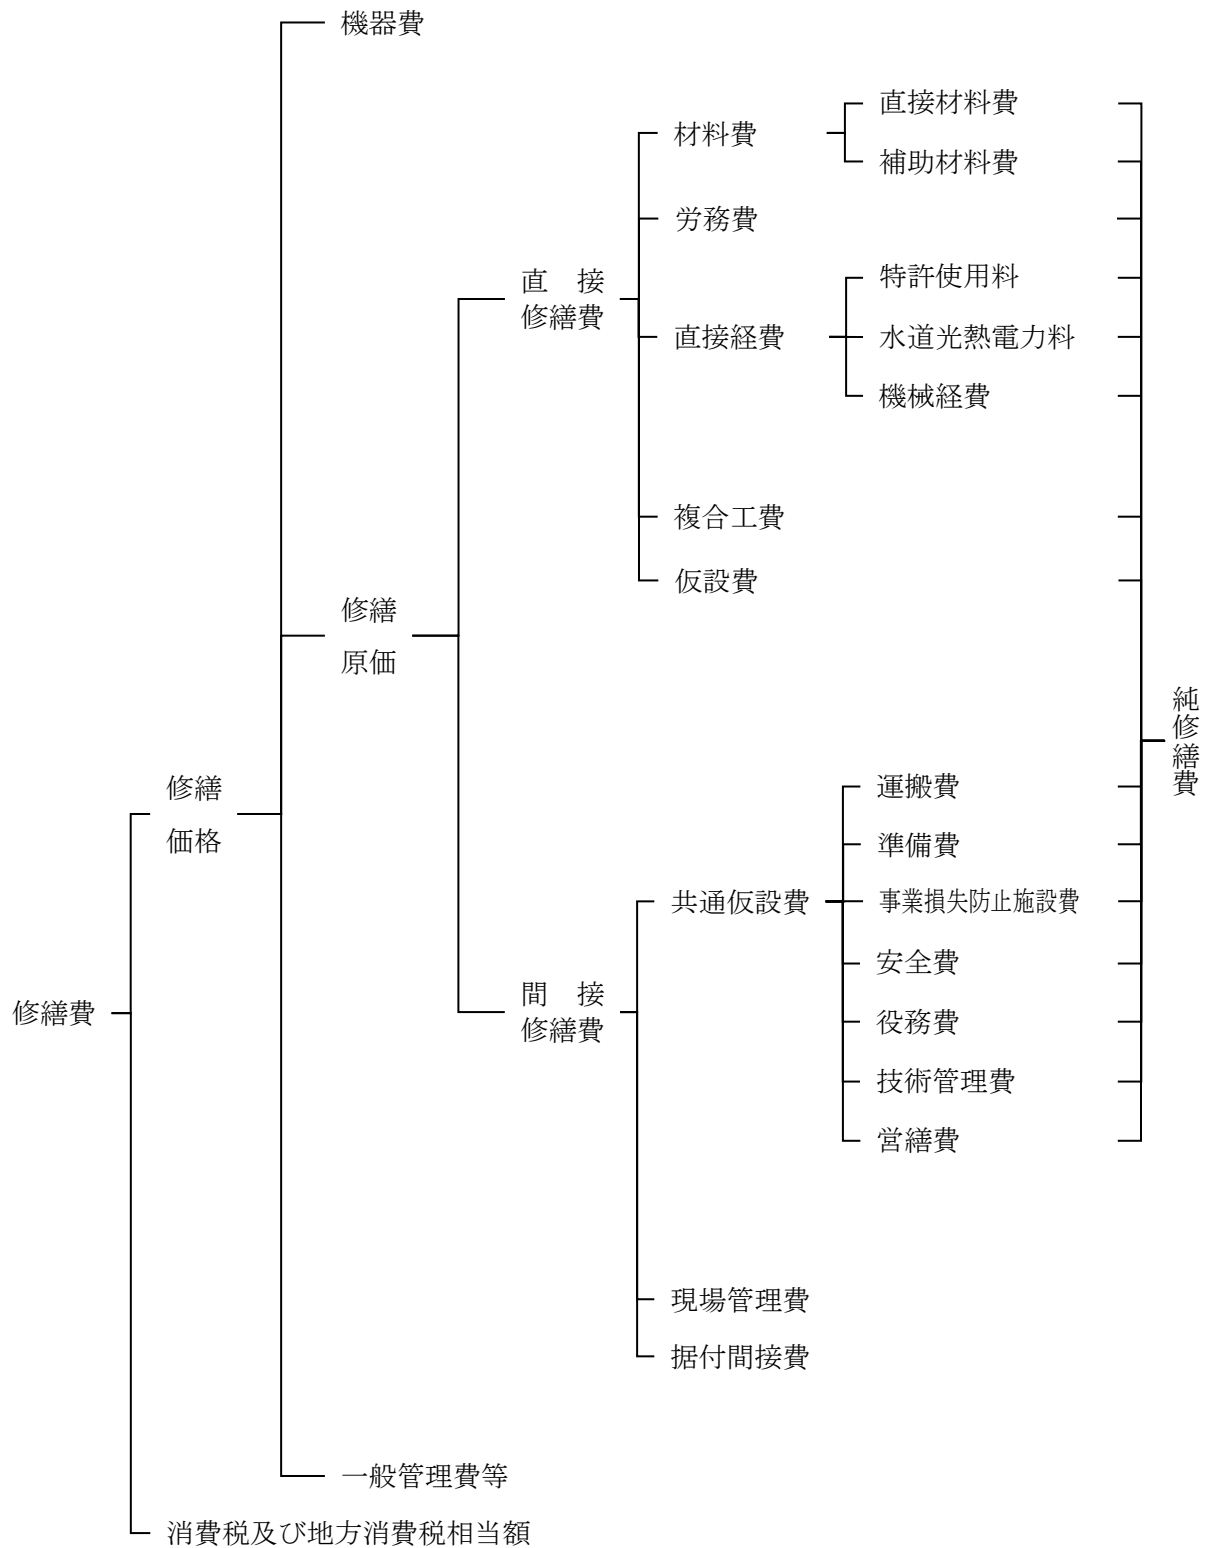 機器費
直接材料費
材料費
補助材料費
労務費
特許使用料
直　接
修繕費
直接経費
水道光熱電力料
機械経費
複合工費
仮設費
修繕
原価
純修繕費
運搬費
修繕
価格
準備費
共通仮設費
事業損失防止施設費
安全費
間　接
修繕費
修繕費
役務費
技術管理費
営繕費
現場管理費
据付間接費
一般管理費等
消費税及び地方消費税相当額